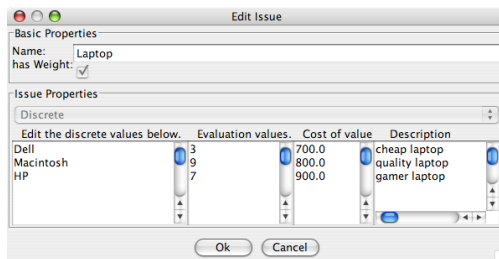 Edit Issue
Basic Properties
Name: Laptop
has Weight:
Issue Properties
Discrete
Edit the discrete values below. Evaluation values. Cost of value Description
Dell 3 700.0 cheap laptop
Macintosh 9 800.0 quality laptop
HP 7 900.0 gamer laptop
Ok Cancel